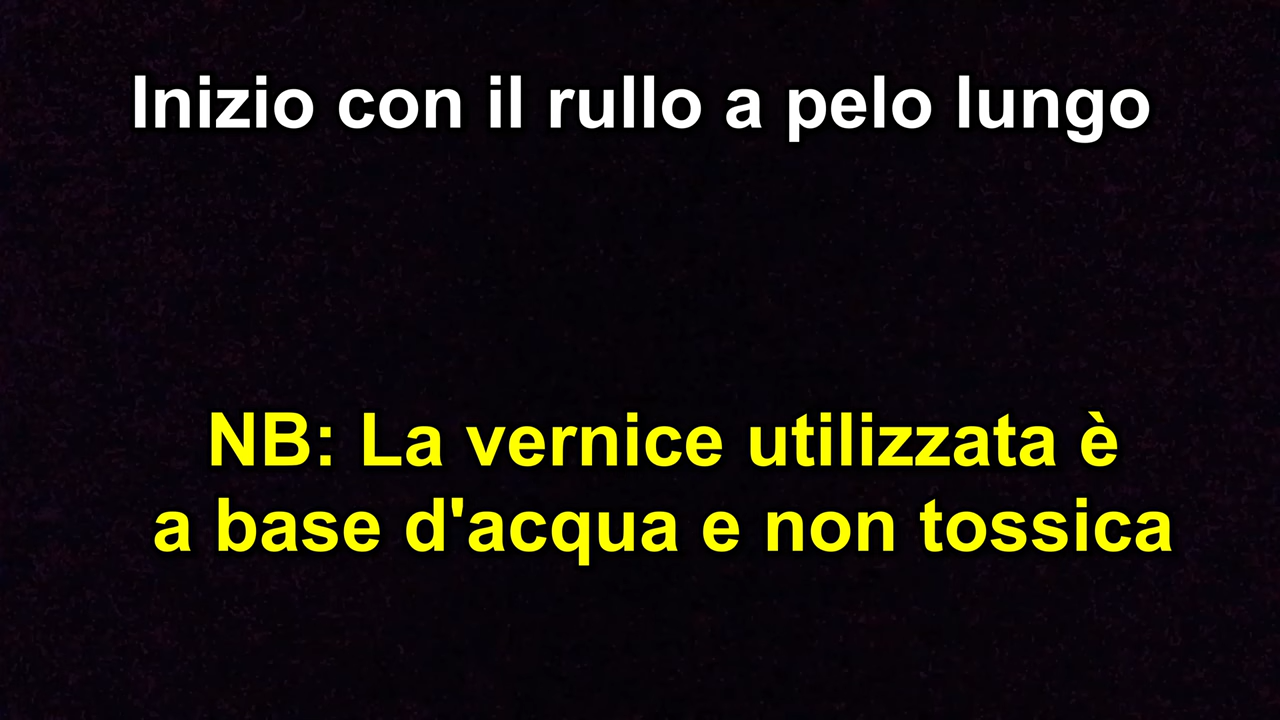 Inizio con il rullo a pelo lungo
NB: La vernice utilizzata è
a base d'acqua e non tossica